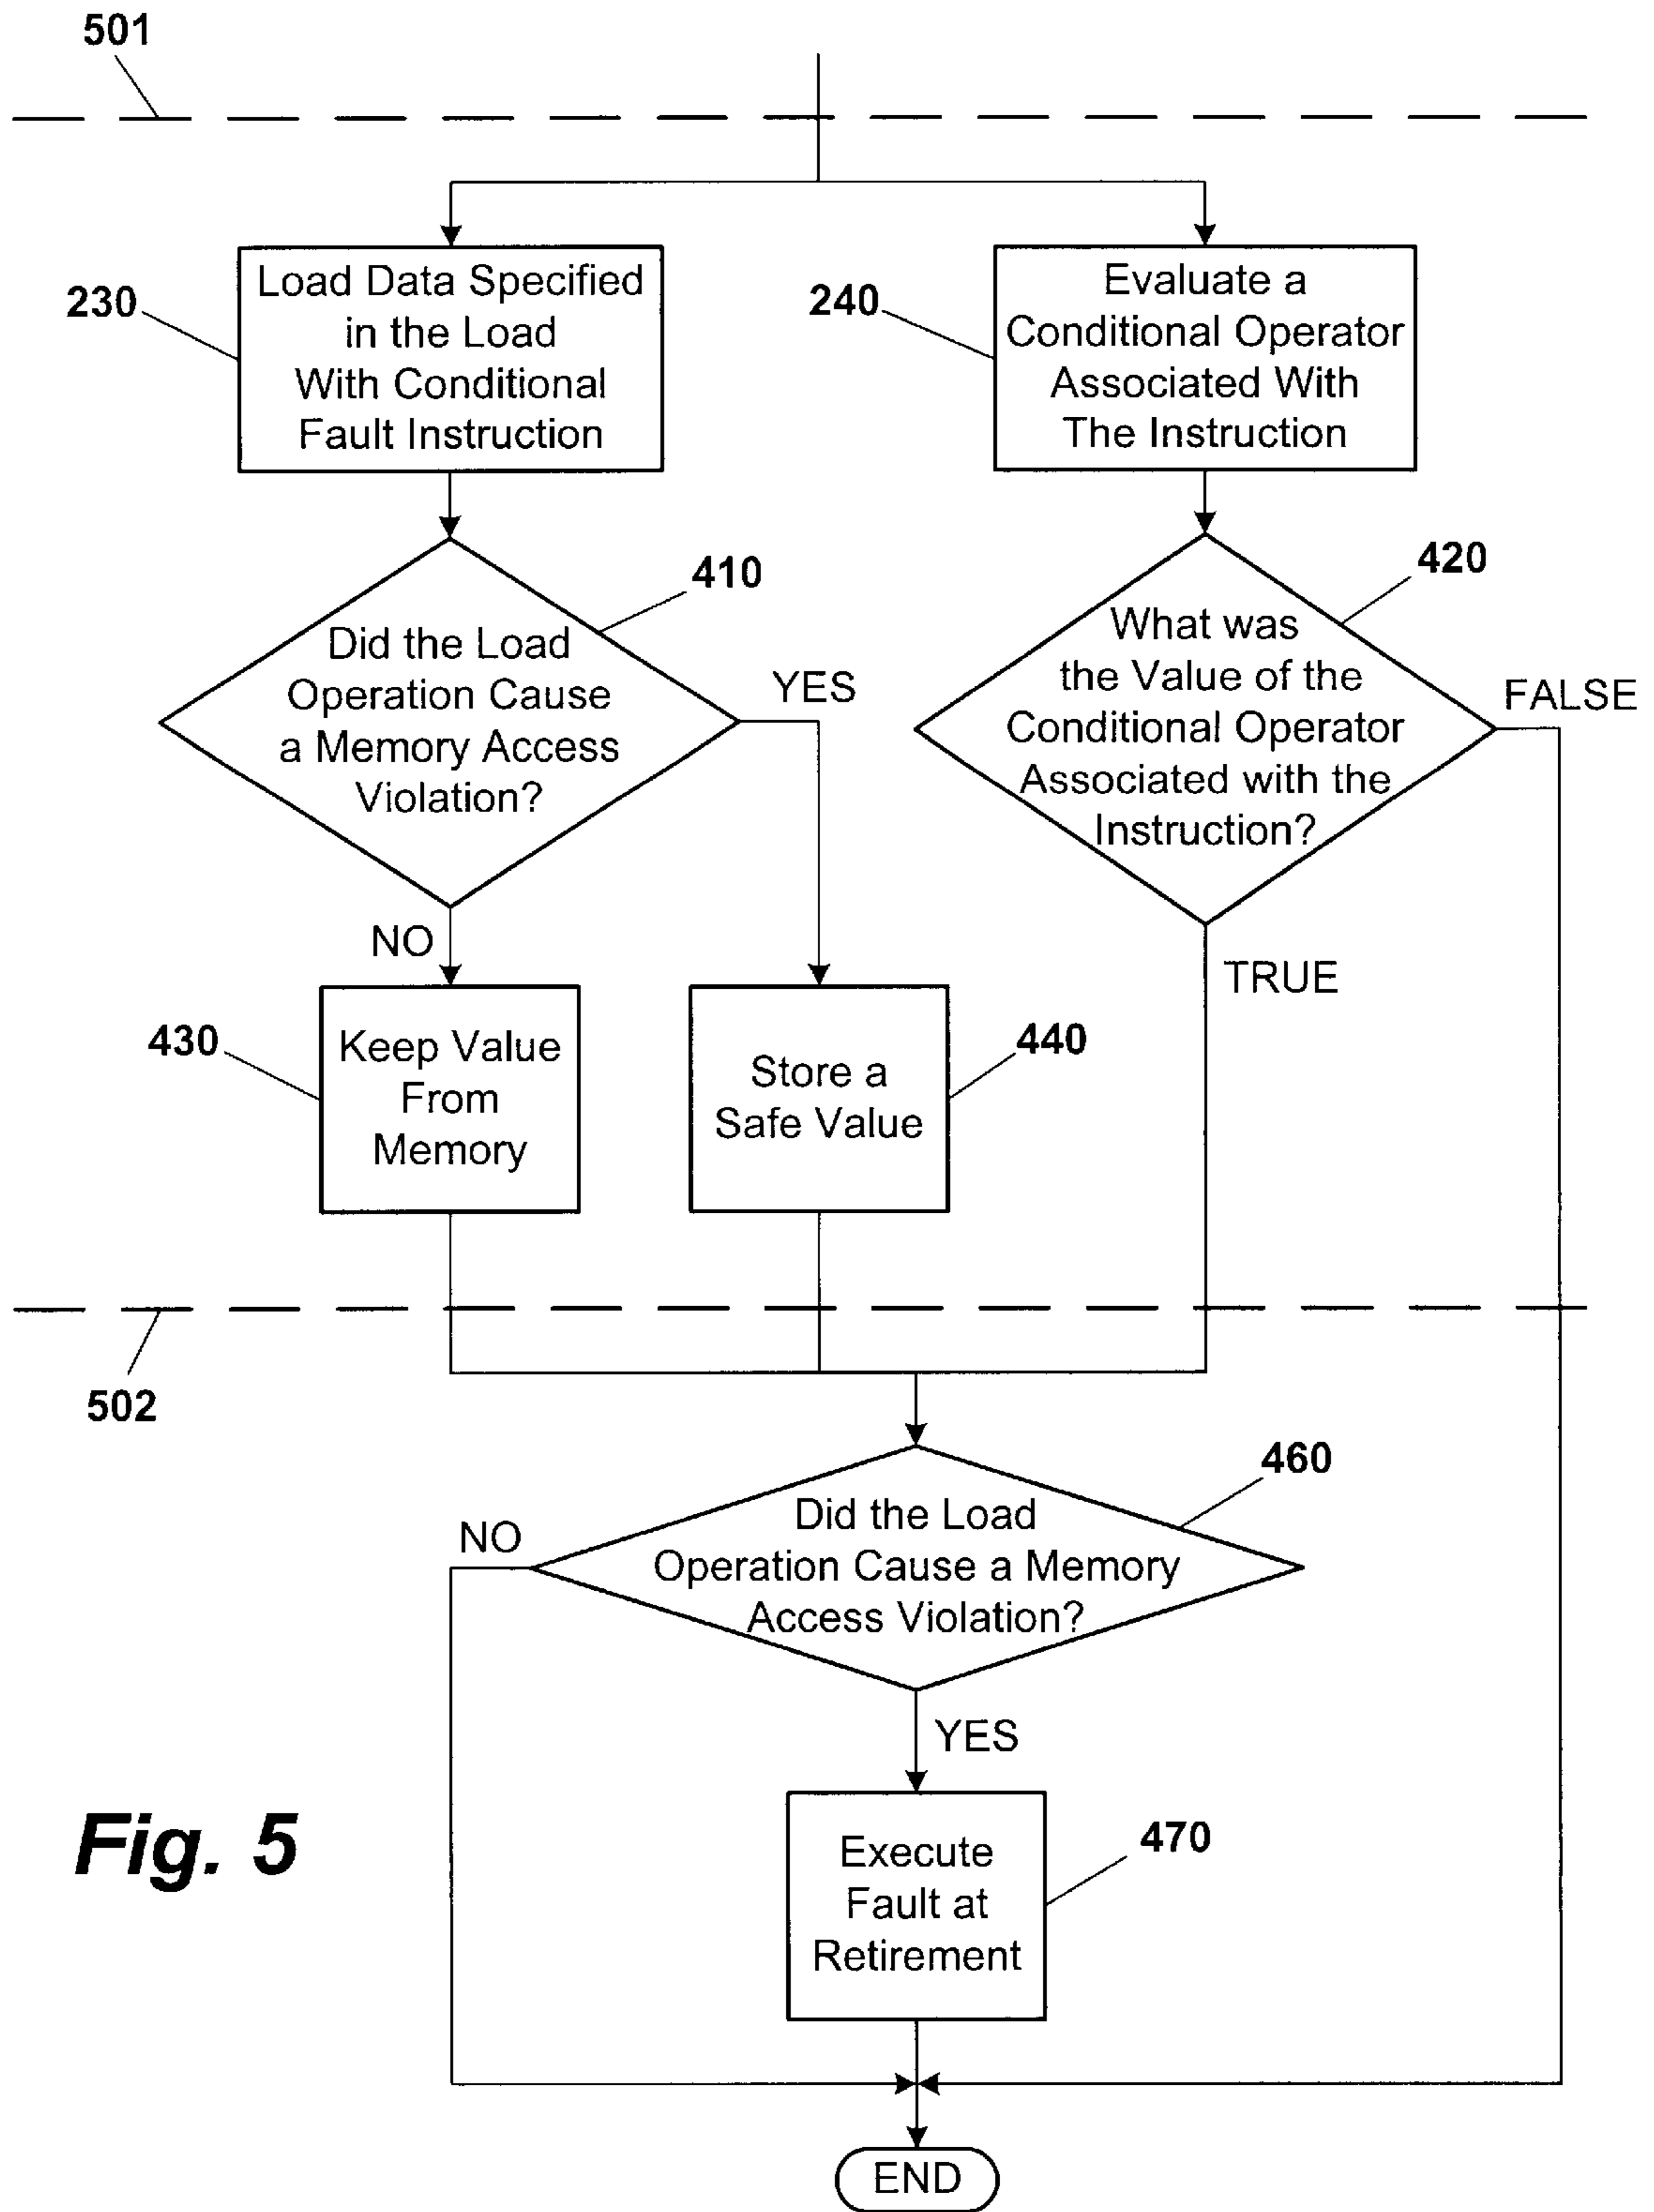 501
230
Load Data Specified
in the Load
With Conditional
Fault Instruction
240
Evaluate a
Conditional Operator
Associated With
The Instruction
410
Did the Load
Operation Cause
a Memory Access
Violation?
YES
NO
420
What was
the Value of the
Conditional Operator
Associated with the
Instruction?
FALSE
TRUE
430
Keep Value
From
Memory
440
Store a
Safe Value
502
460
Did the Load
Operation Cause a Memory
Access Violation?
NO
YES
470
Execute
Fault at
Retirement
Fig. 5
END